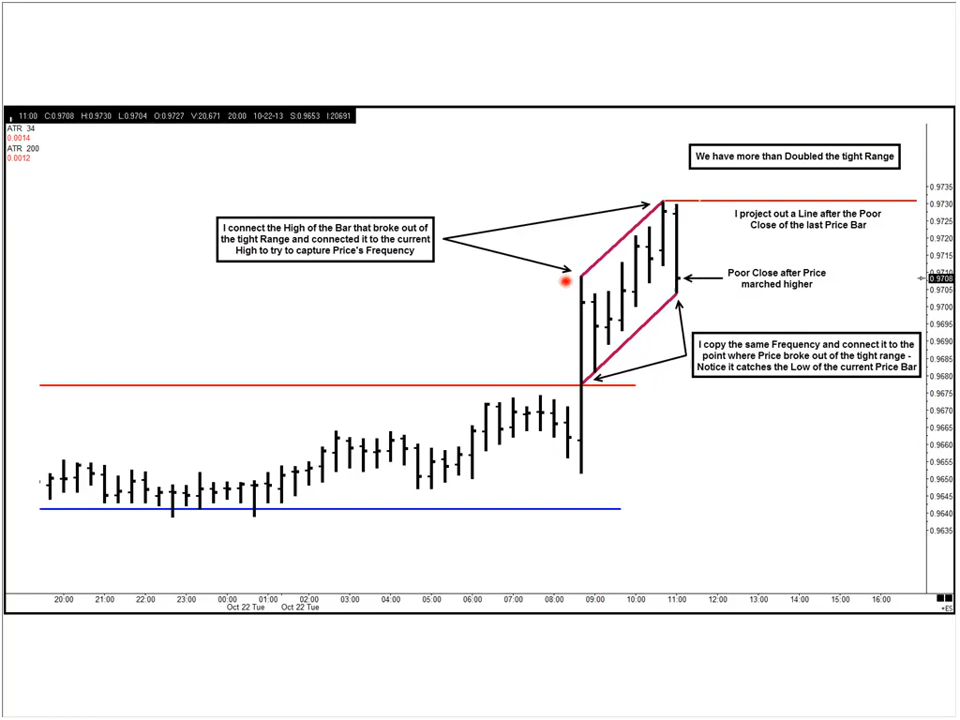 11:00 C:0.9708 H:0.9730 L:0.9704 O:0.9727 V:20,671 20:00 10-22-13 S:0.9653 I:20691
ATR 34
0.0014
ATR 200
0.0012
We have more than Doubled the tight Range
I connect the High of the Bar that broke out of
the tight Range and connected it to the current
High to try to capture Price's Frequency
I project out a Line after the Poor
Close of the last Price Bar
Poor Close after Price
marched higher
I copy the same Frequency and connect it to the
point where Price broke out of the tight range -
Notice it catches the Low of the current Price Bar
0.9735
0.9730
0.9725
0.9720
0.9715
0.9710
0.9708
0.9705
0.9700
0.9695
0.9690
0.9685
0.9680
0.9675
0.9670
0.9665
0.9660
0.9655
0.9650
0.9645
0.9640
0.9635
20:00 21:00 22:00 23:00 00:00 01:00 02:00 03:00 04:00 05:00 06:00 07:00 08:00 09:00 10:00 11:00 12:00 13:00 14:00 15:00 16:00
Oct 22 Tue Oct 22 Tue
+ES